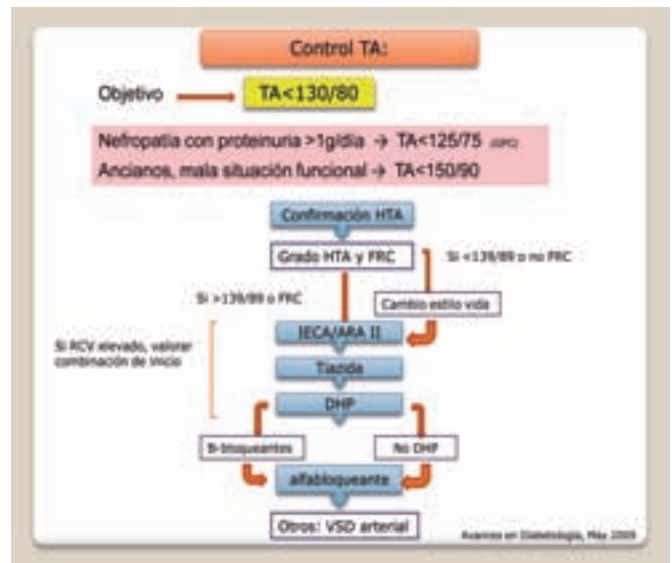 Control TA:
Objetivo
TA<130/80
Nefropatía con proteinuria >1g/día → TA<125/75 (GPC)
Ancianos, mala situación funcional → TA<150/90
Confirmación HTA
Grado HTA y FRC
Si <139/89 o no FRC
Si >139/89 o FRC
Cambio estilo vida
Si RCV elevado, valorar
combinación de inicio
IECA/ARA II
Tiazida
DHP
B-bloqueantes
No DHP
alfabloqueante
Otros: VSD arterial
Avances en Diabetología, May 2009